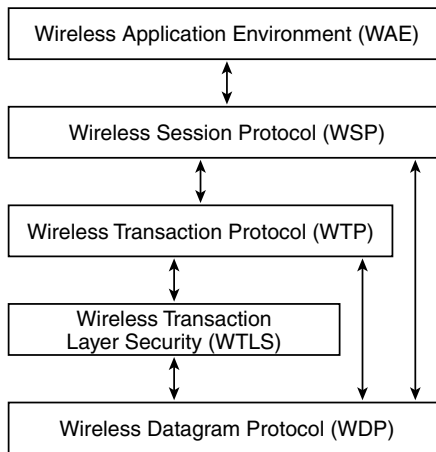 Wireless Application Environment (WAE)
Wireless Session Protocol (WSP)
Wireless Transaction Protocol (WTP)
Wireless Transaction
Layer Security (WTLS)
Wireless Datagram Protocol (WDP)